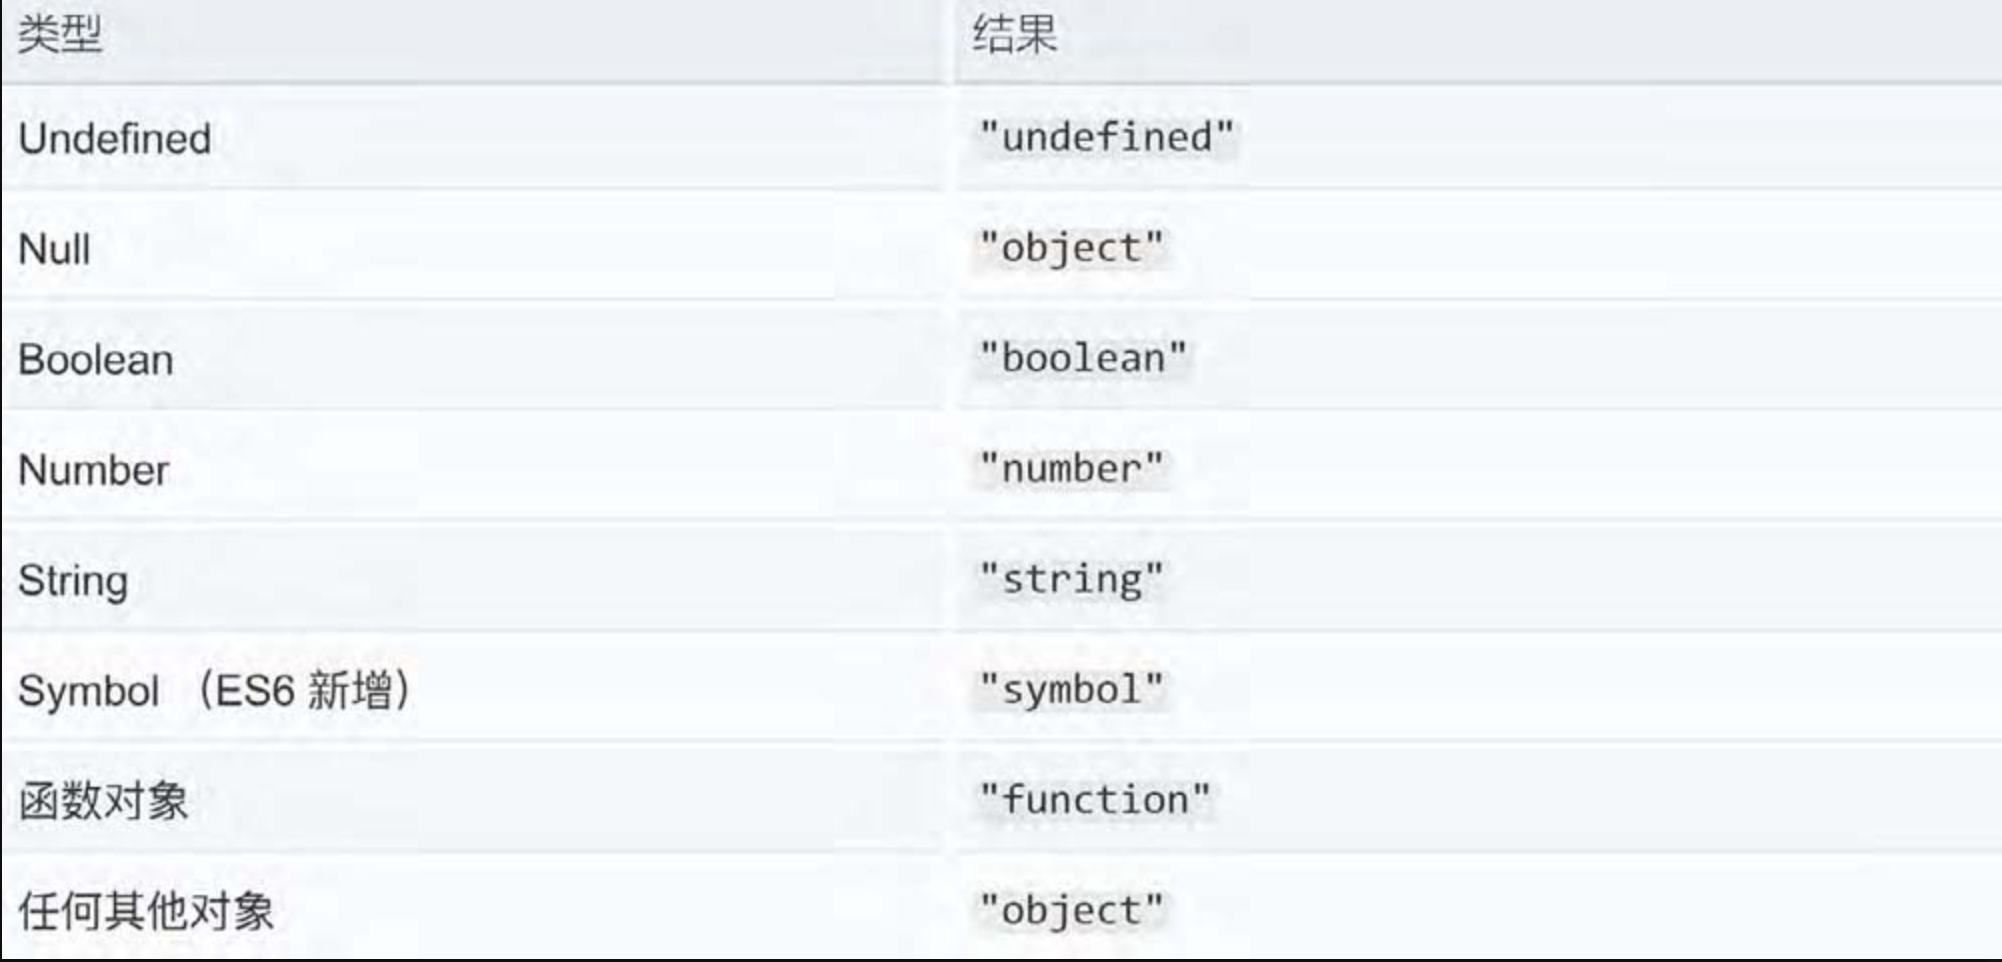 类型 结果
Undefined "undefined"
Null "object"
Boolean "boolean"
Number "number"
String "string"
Symbol （ES6 新增） "symbol"
函数对象 "function"
任何其他对象 "object"